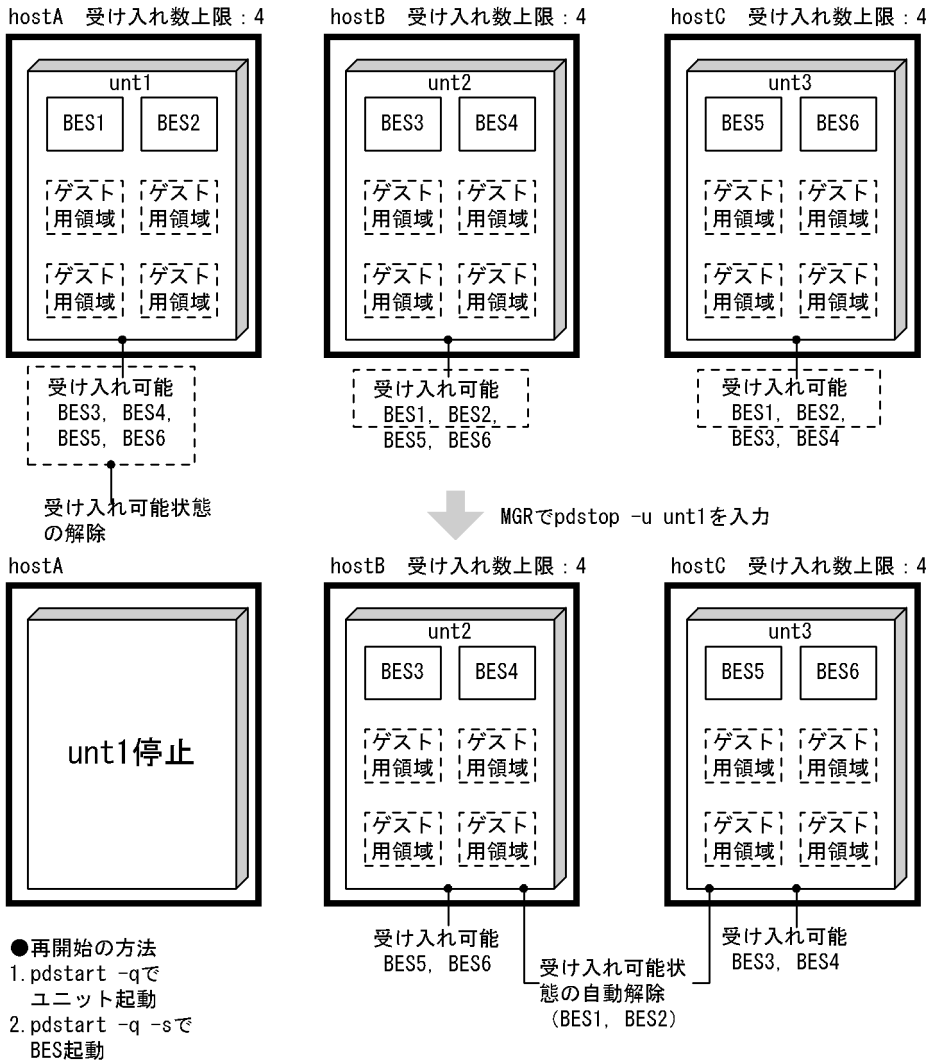 hostA　受け入れ数上限：4
hostB　受け入れ数上限：4
hostC　受け入れ数上限：4
unt1
BES1
BES2
ゲスト
用領域
ゲスト
用領域
ゲスト
用領域
ゲスト
用領域
unt2
BES3
BES4
ゲスト
用領域
ゲスト
用領域
ゲスト
用領域
ゲスト
用領域
unt3
BES5
BES6
ゲスト
用領域
ゲスト
用領域
ゲスト
用領域
ゲスト
用領域
受け入れ可能
BES3, BES4,
BES5, BES6
受け入れ可能
BES1, BES2,
BES5, BES6
受け入れ可能
BES1, BES2,
BES3, BES4
受け入れ可能状態
の解除
MGRでpdstop -u unt1を入力
hostA
hostB　受け入れ数上限：4
hostC　受け入れ数上限：4
unt1停止
unt2
BES3
BES4
ゲスト
用領域
ゲスト
用領域
ゲスト
用領域
ゲスト
用領域
unt3
BES5
BES6
ゲスト
用領域
ゲスト
用領域
ゲスト
用領域
ゲスト
用領域
受け入れ可能
BES5, BES6
受け入れ可能
BES3, BES4
受け入れ可能状
態の自動解除
(BES1, BES2)
●再開始の方法
1.pdstart -qで
ユニット起動
2.pdstart -q -sで
BES起動